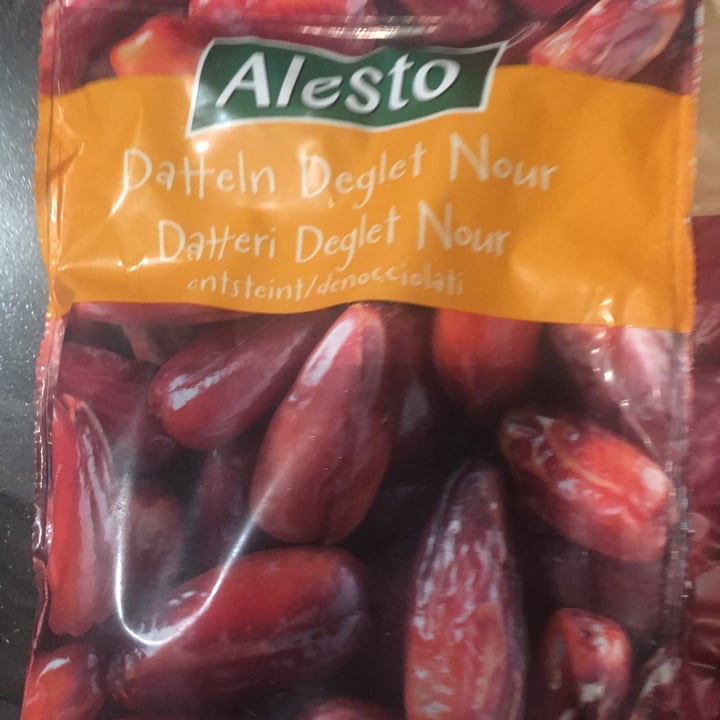 Alesto
Datteln Deglet Nour
Datteri Deglet Nour
entsteint/denocciolati